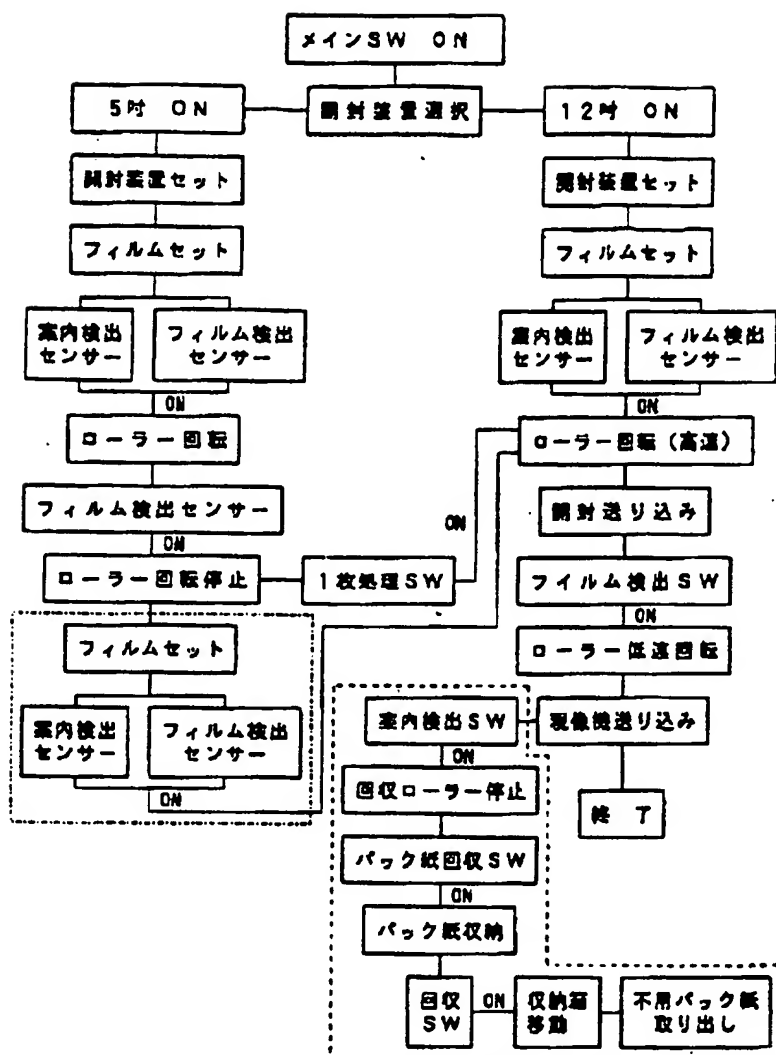 メインSW ON
5吋 ON
開封装置選択
12吋 ON
開封装置セット
開封装置セット
フィルムセット
フィルムセット
案内検出
センサー
フィルム検出
センサー
案内検出
センサー
フィルム検出
センサー
ON
ON
ローラー回転
ローラー回転(高速)
フィルム検出センサー
ON
開封送り込み
ON
ローラー回転停止
1枚処理SW
フイルム検出SW
ON
フィルムセット
ローラー低速回転
案内検出
センサー
フィルム検出
センサー
案内検出SW
現像機送り込み
ON
ON
回収ローラー停止
終了
パック紙回収SW
ON
パック紙収納
回収
SW
ON
収納箱
移動
不用パック紙
取り出し